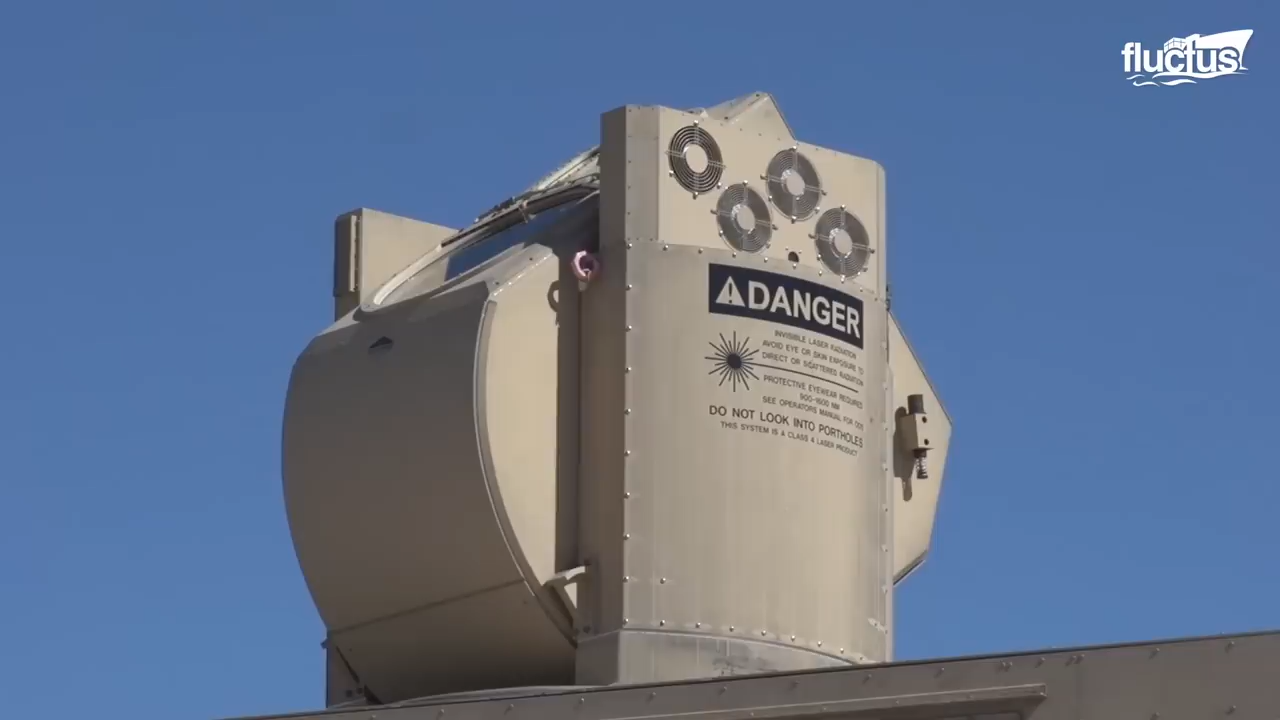 fluctus
DANGER
INVISIBLE LASER RADIATION
AVOID EYE OR SKIN EXPOSURE TO
DIRECT OR SCATTERED RADIATION
PROTECTIVE EYEWEAR REQUIRED
900-1600 NM
SEE OPERATORS MANUAL FOR
DO NOT LOOK INTO PORTHOLES
THIS SYSTEM IS A CLASS 4 LASER PRODUCT